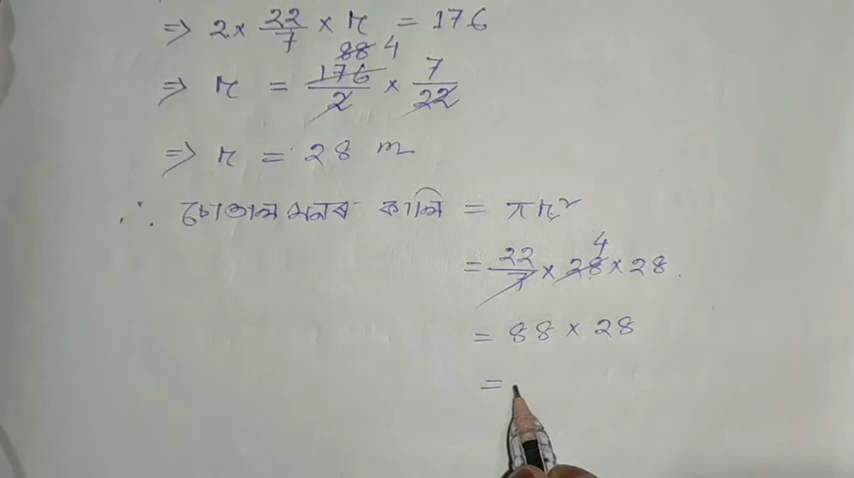 ⇒ 2 × 22/7 × r = 176
⇒ r = 176/2 × 7/22
88 4
⇒ r = 28 m
∴ চোতালখনৰ কালি = πr²
= 22/7 × 28 × 28
4
= 88 × 28
=